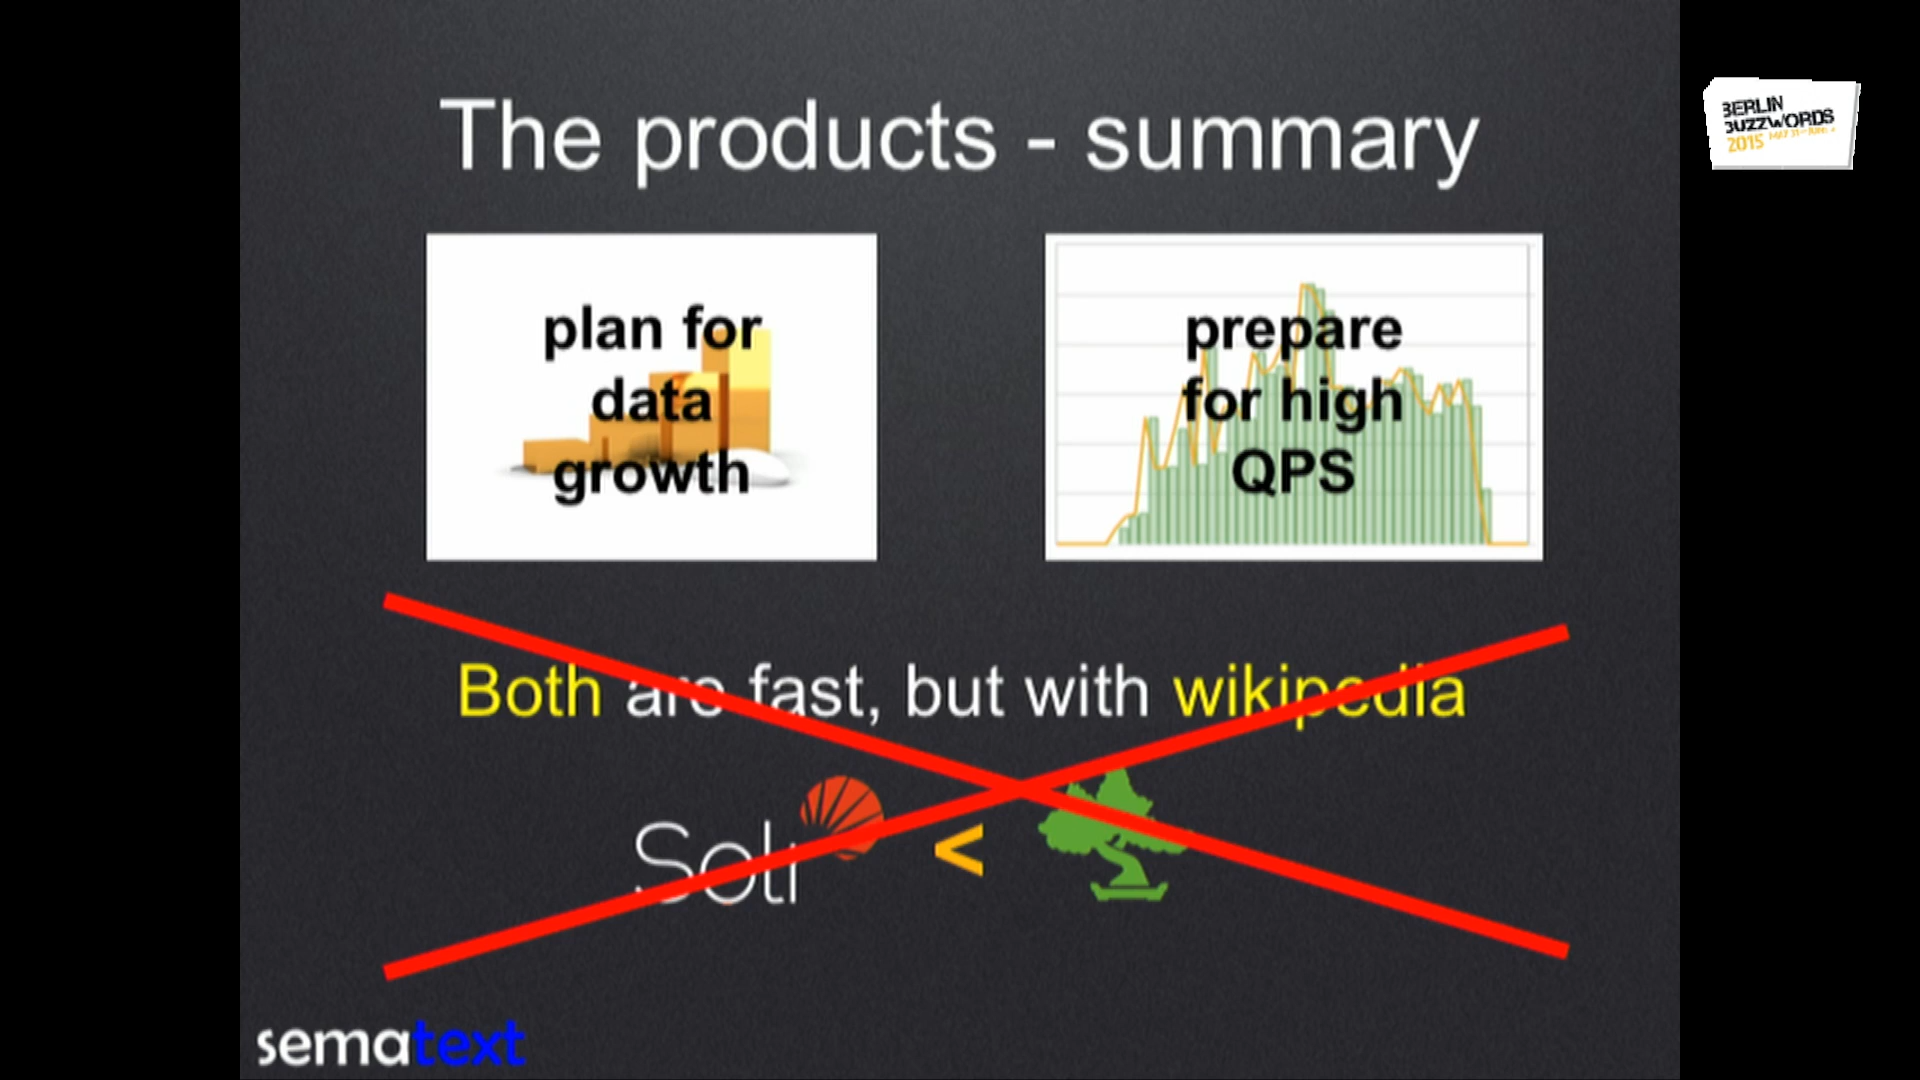 The products - summary
plan for
data
growth
prepare
for high
QPS
Both are fast, but with wikipedia
Solr
<
sematext
BERLIN
BUZZWORDS
2015